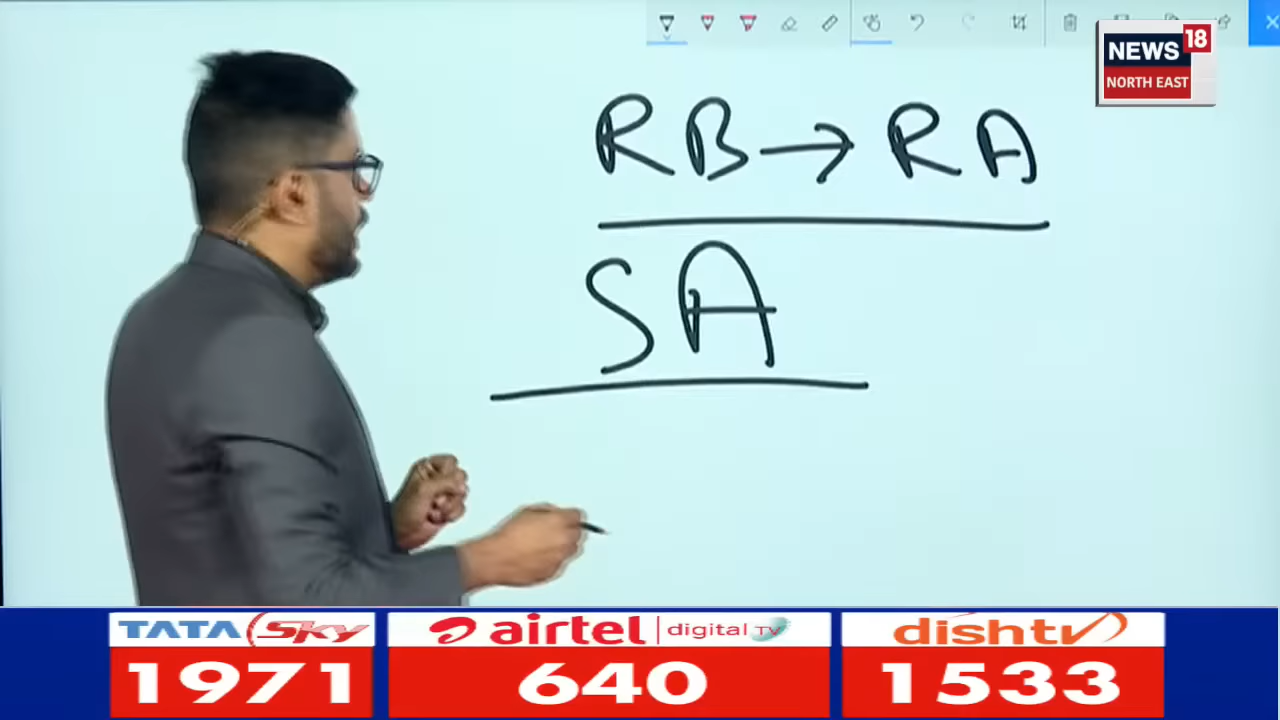 NEWS 18
NORTH EAST
RB → RA
SA
TATA Sky
1971
airtel digital TV
640
dishtv
1533